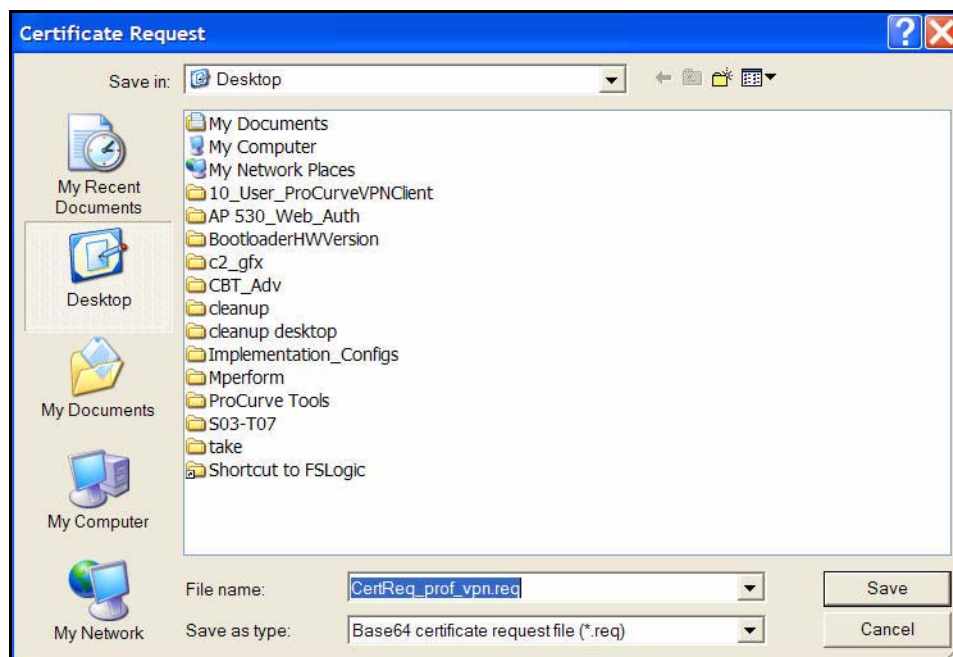 Certificate Request
Save in: Desktop
My Recent
Documents
Desktop
My Documents
My Computer
My Network
My Documents
My Computer
My Network Places
10_User_ProCurveVPNClient
AP 530_Web_Auth
BootloaderHWVersion
c2_gfx
CBT_Adv
cleanup
cleanup desktop
Implementation_Configs
Mperform
ProCurve Tools
S03-T07
take
Shortcut to FSLogic
File name: CertReq_prof_vpn.req Save
Save as type: Base64 certificate request file (*.req) Cancel